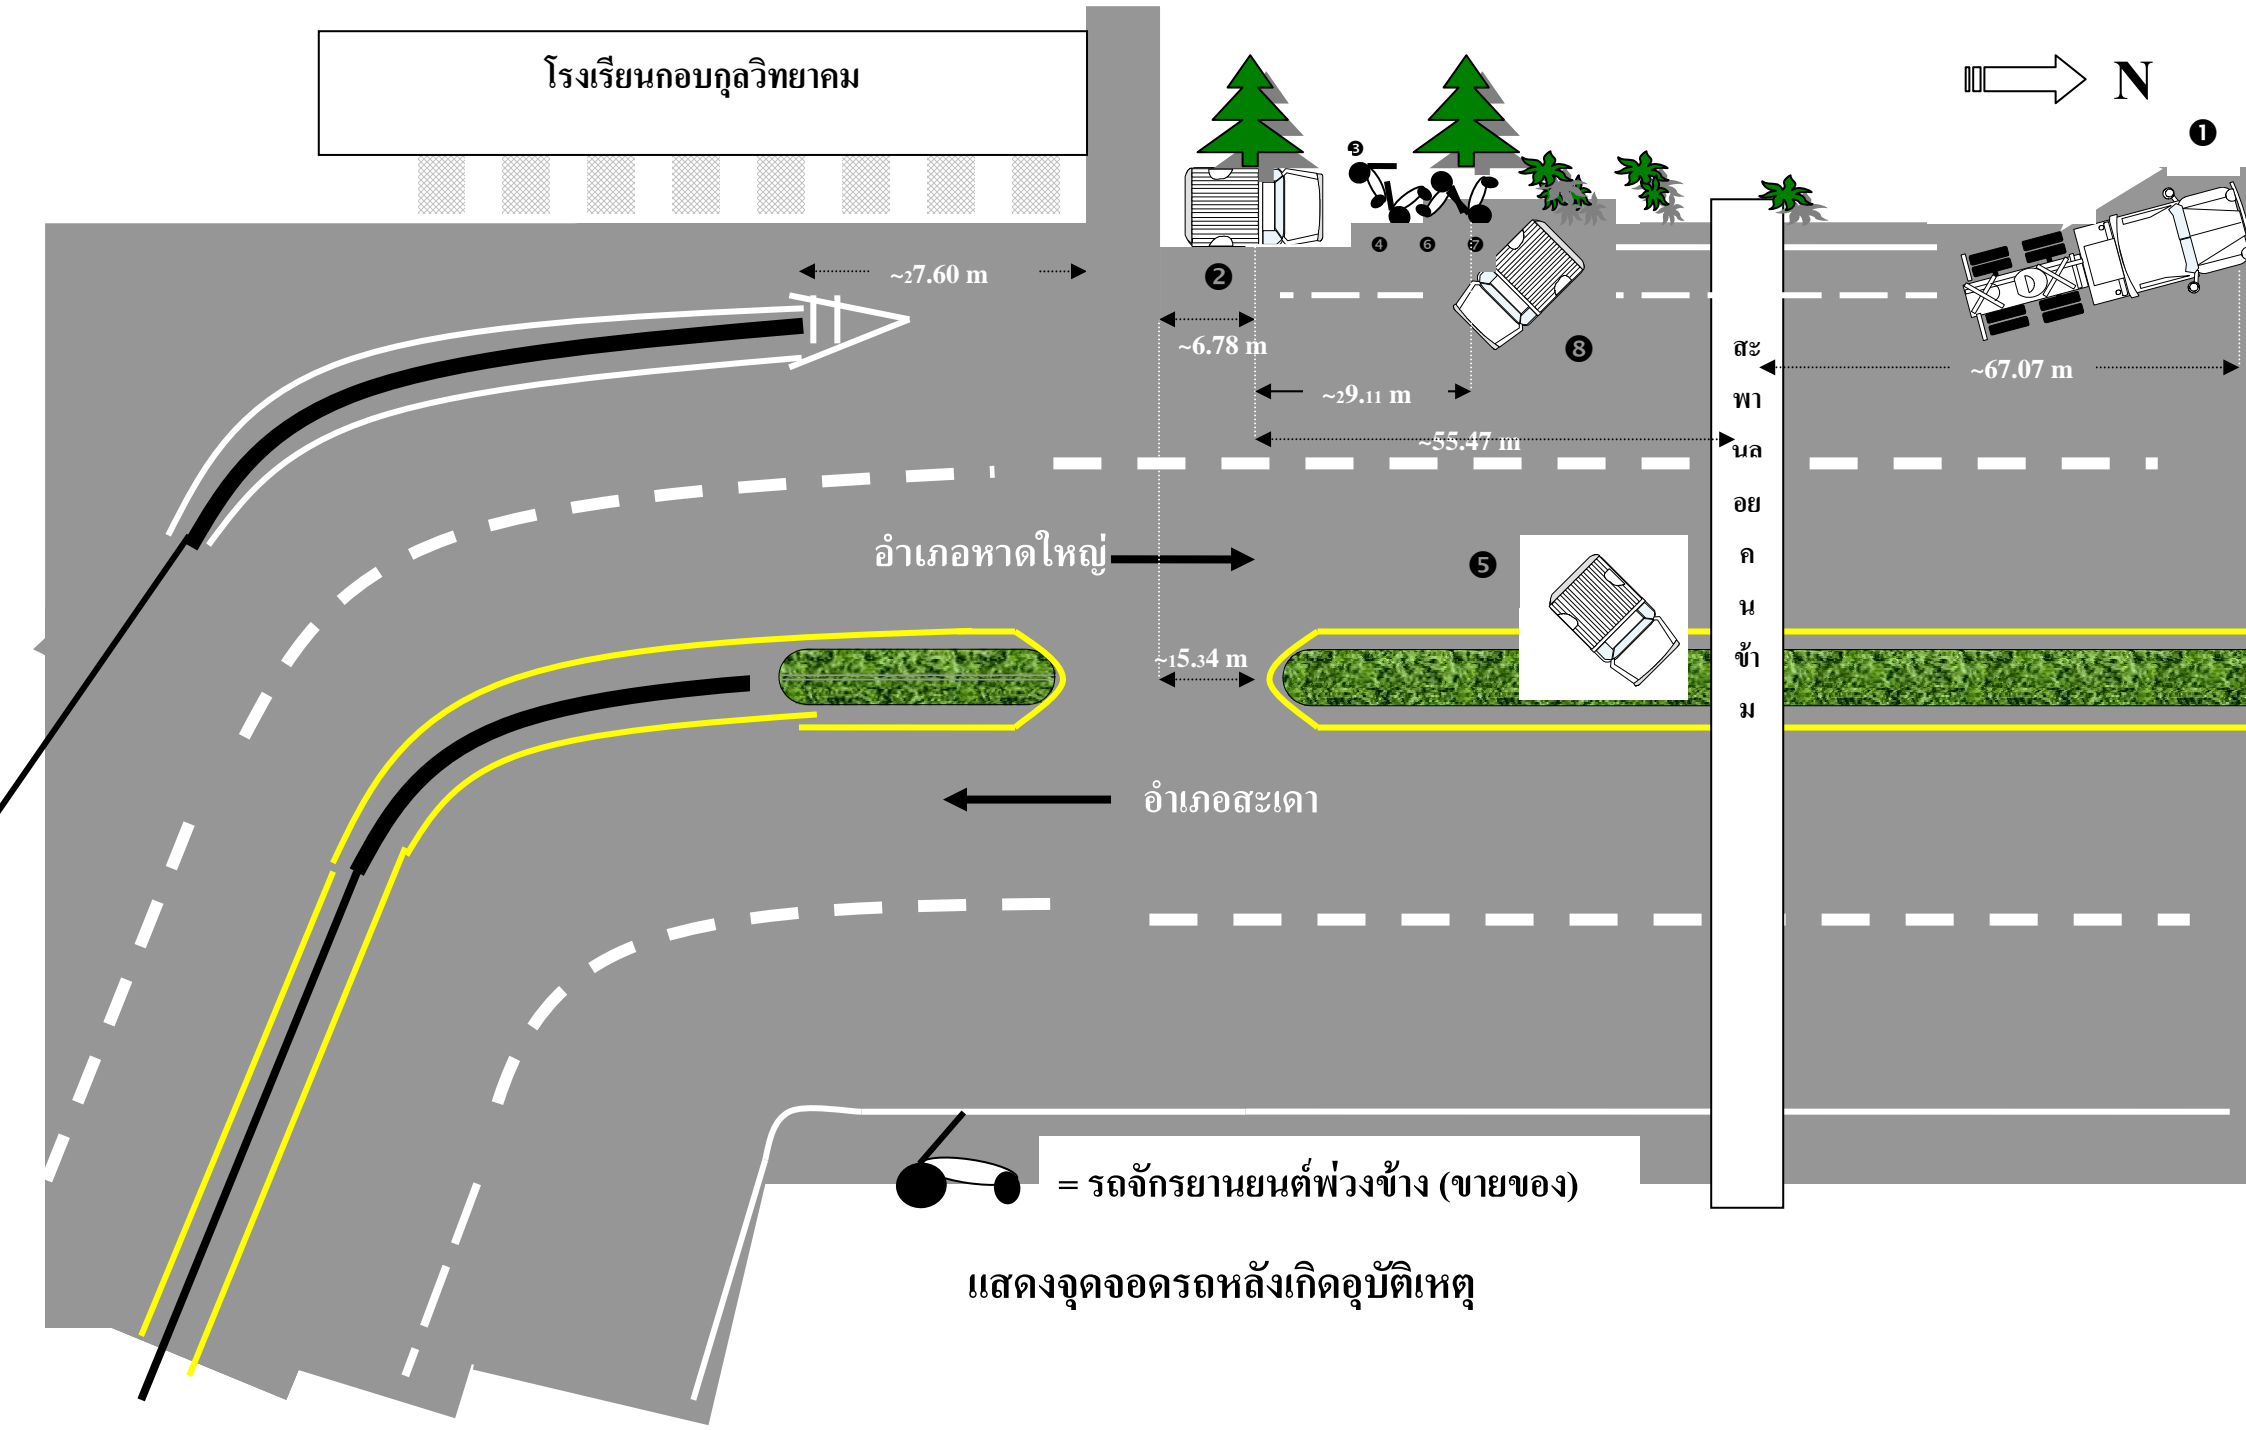 โรงเรียนกอบกุลวิทยาคม
N
❶
❸
❹ ❻ ❼
~27.60 m
❷
~6.78 m
❽
~67.07 m
~29.11 m
~55.47 m
สะ
พา
นล
อย
ค
น
ข้า
ม
อำเภอหาดใหญ่
❺
~15.34 m
อำเภอสะเดา
= รถจักรยานยนต์พ่วงข้าง (ขายของ)
แสดงจุดจอดรถหลังเกิดอุบัติเหตุ